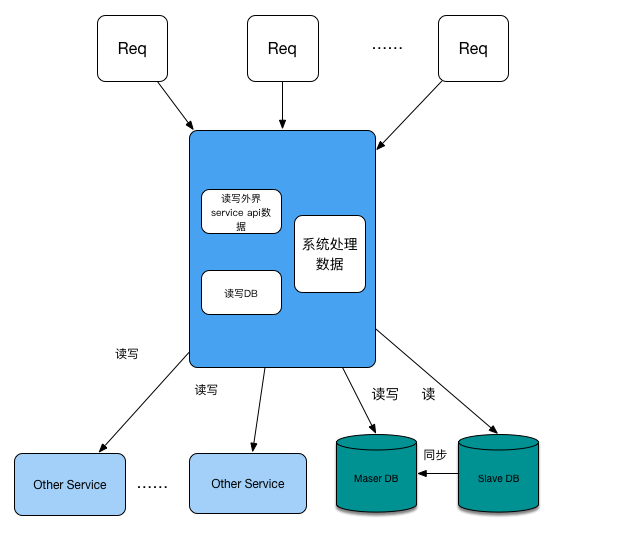 Req
Req
······
Req
读写外界
service api数
据
系统处理
数据
读写DB
读写
读写
读写
读
同步
Other Service
······
Other Service
Maser DB
Slave DB